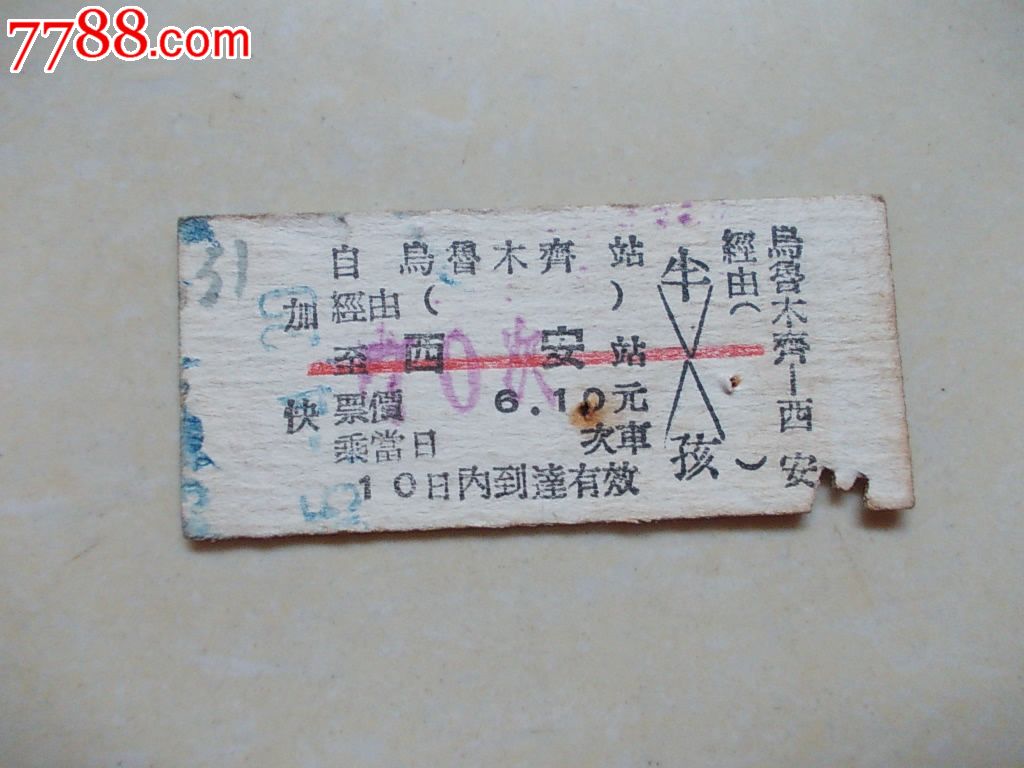 7788.com
31
自 烏魯木齊 站
加 經由( )
至 西 安 站
快 票價 6.10元
乘當日 次車
10日內到達有效
半
孩
經由( )
烏魯木齊—西安